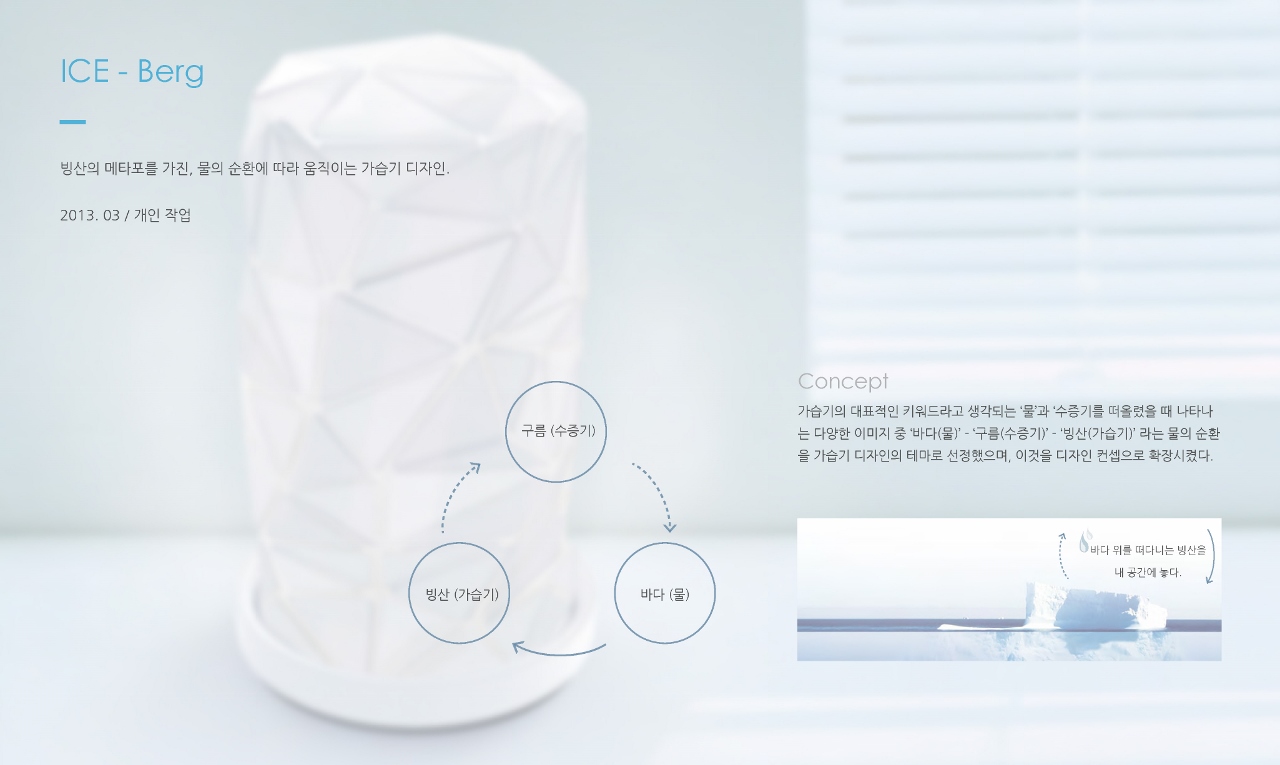 ICE - Berg
빙산의 메타포를 가진, 물의 순환에 따라 움직이는 가습기 디자인.
2013. 03 / 개인 작업
구름 (수증기)
빙산 (가습기)
바다 (물)
Concept
가습기의 대표적인 키워드라고 생각되는 ‘물’과 ‘수증기를 떠올렸을 때 나타나
는 다양한 이미지 중 ‘바다(물)’ - ‘구름(수증기)’ - ‘빙산(가습기)’ 라는 물의 순환
을 가습기 디자인의 테마로 선정했으며, 이것을 디자인 컨셉으로 확장시켰다.
바다 위를 떠다니는 빙산을
내 공간에 놓다.